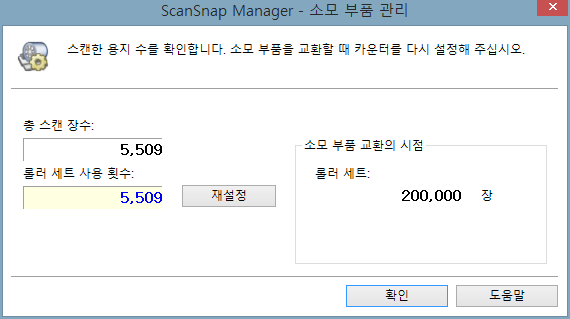 ScanSnap Manager - 소모 부품 관리
스캔한 용지 수를 확인합니다. 소모 부품을 교환할 때 카운터를 다시 설정해 주십시오.
총 스캔 장수:
5,509
롤러 세트 사용 횟수:
5,509
재설정
소모 부품 교환의 시점
롤러 세트:
200,000 장
확인
도움말